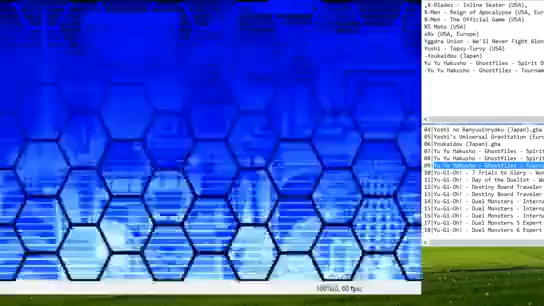 ,X-Bladez - Inline Skater (USA),
X-Men - Reign of Apocalypse (USA, Eur
X-Men - The Official Game (USA)
XS Moto (USA)
xXx (USA, Europe)
Yggdra Union - We'll Never Fight Alon
Yoshi - Topsy-Turvy (USA)
-Youkaidou (Japan)
Yu Yu Hakusho - Ghostfiles - Spirit D
-Yu Yu Hakusho - Ghostfiles - Tournam
04|Yoshi no Banyuuinryoku (Japan).gba
05|Yoshi's Universal Gravitation (Euro
06|Youkaidou (Japan).gba
07|Yu Yu Hakusho - Ghostfiles - Spirit
08|Yu Yu Hakusho - Ghostfiles - Spirit
09|Yu Yu Hakusho - Ghostfiles - Tourna
10|Yu-Gi-Oh! - 7 Trials to Glory - Wor
11|Yu-Gi-Oh! - Day of the Duelist - Wo
12|Yu-Gi-Oh! - Destiny Board Traveler
13|Yu-Gi-Oh! - Destiny Board Traveler
14|Yu-Gi-Oh! - Duel Monsters - Interna
15|Yu-Gi-Oh! - Duel Monsters - Interna
16|Yu-Gi-Oh! - Duel Monsters - Interna
17|Yu-Gi-Oh! - Duel Monsters 5 Expert
18|Yu-Gi-Oh! - Duel Monsters 6 Expert
100%(0, 60 fps)